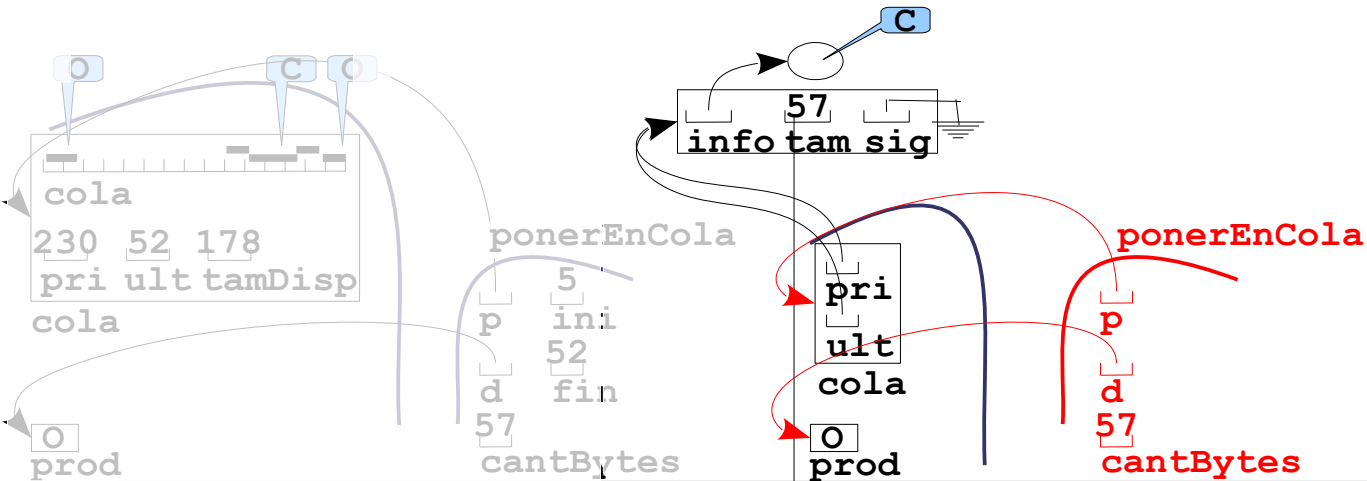 C
O C O
57
info tam sig
cola
230 52 178
pri ult tamDisp
cola
ponerEnCola
5
p ini
52
d fin
57
cantBytes
O
prod
pri
ult
cola
O
prod
ponerEnCola
p
d
57
cantBytes